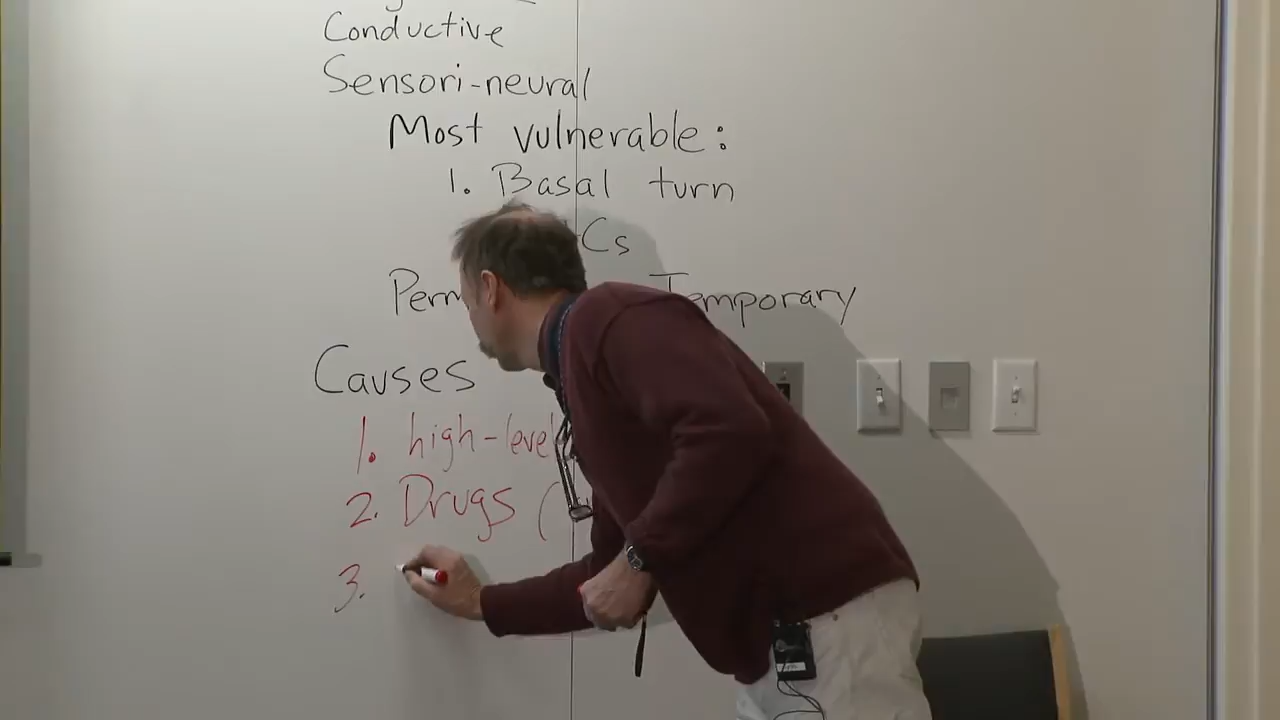 Conductive
Sensori-neural
Most vulnerable:
1. Basal turn
Cs
Perm Temporary
Causes
1. high-level
2. Drugs (
3.